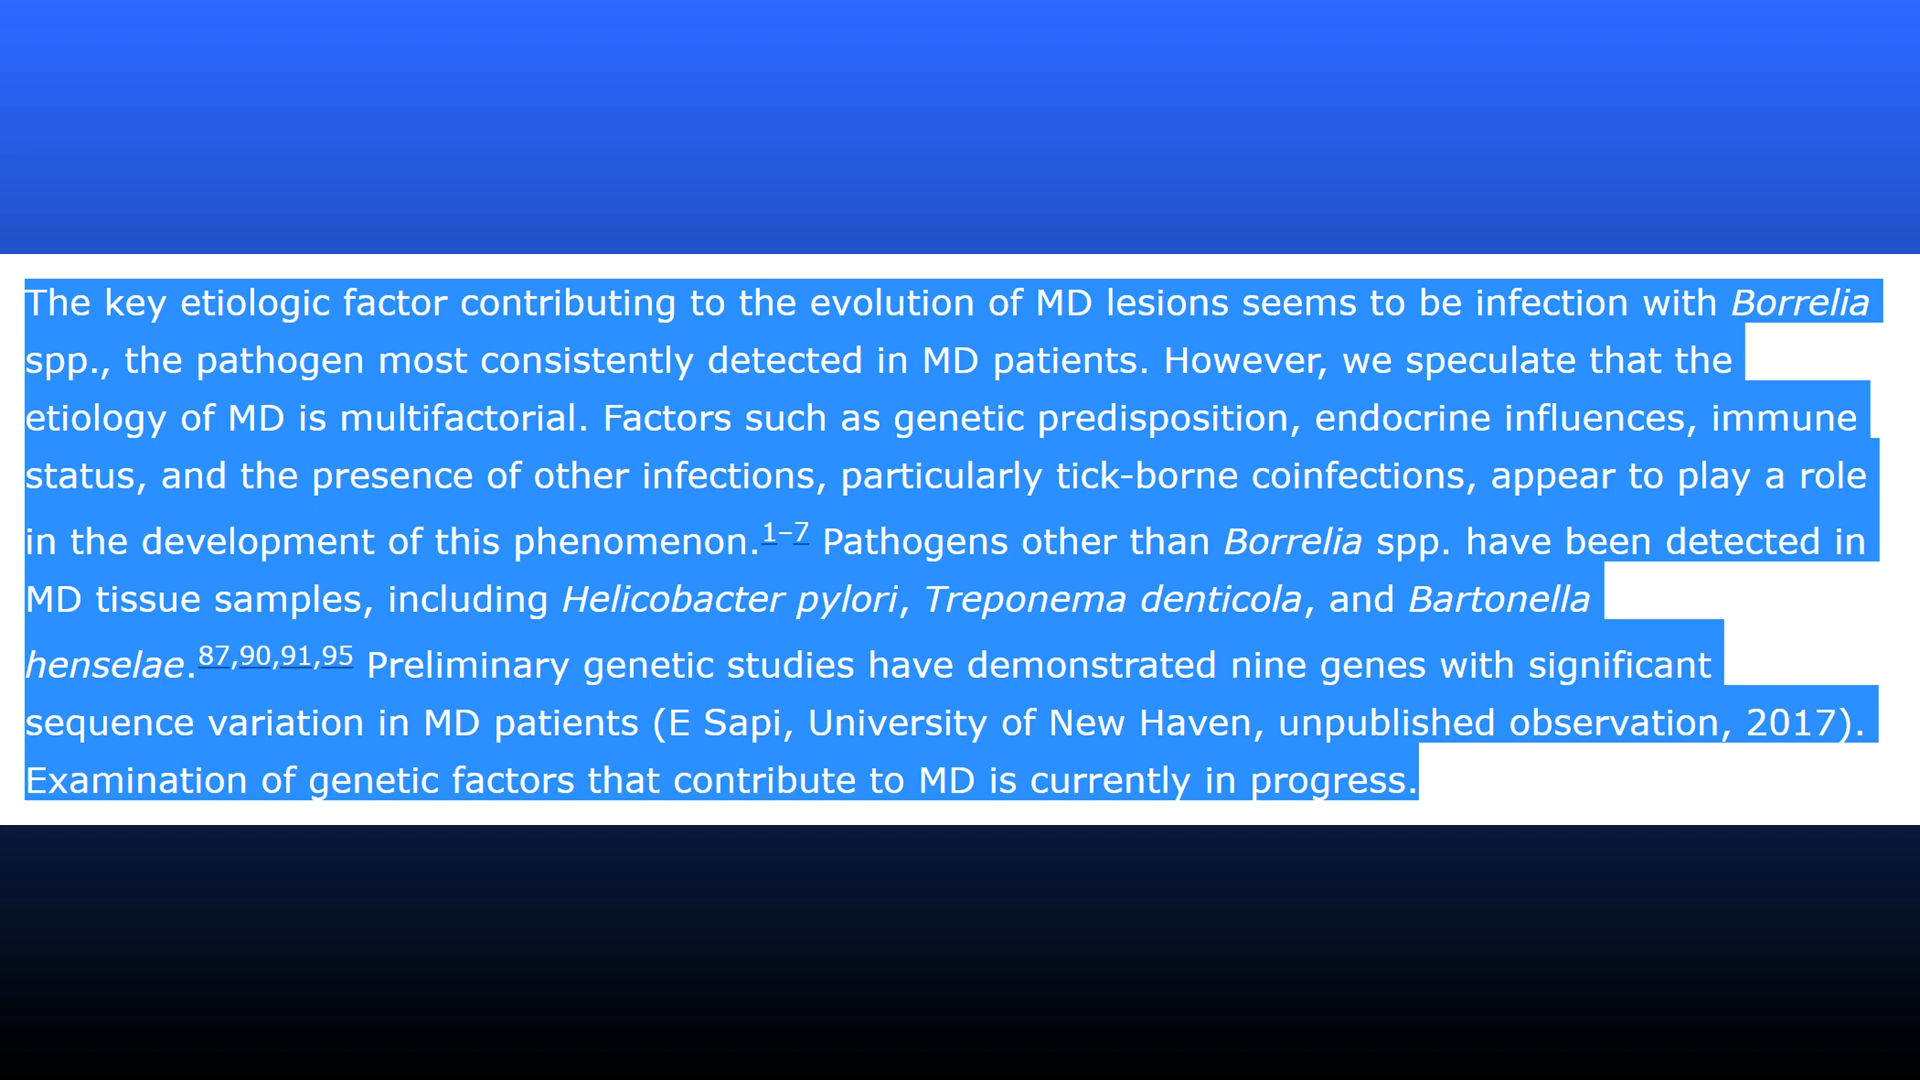 The key etiologic factor contributing to the evolution of MD lesions seems to be infection with Borrelia
spp., the pathogen most consistently detected in MD patients. However, we speculate that the
etiology of MD is multifactorial. Factors such as genetic predisposition, endocrine influences, immune
status, and the presence of other infections, particularly tick-borne coinfections, appear to play a role
in the development of this phenomenon.1–7 Pathogens other than Borrelia spp. have been detected in
MD tissue samples, including Helicobacter pylori, Treponema denticola, and Bartonella
henselae.87,90,91,95 Preliminary genetic studies have demonstrated nine genes with significant
sequence variation in MD patients (E Sapi, University of New Haven, unpublished observation, 2017).
Examination of genetic factors that contribute to MD is currently in progress.